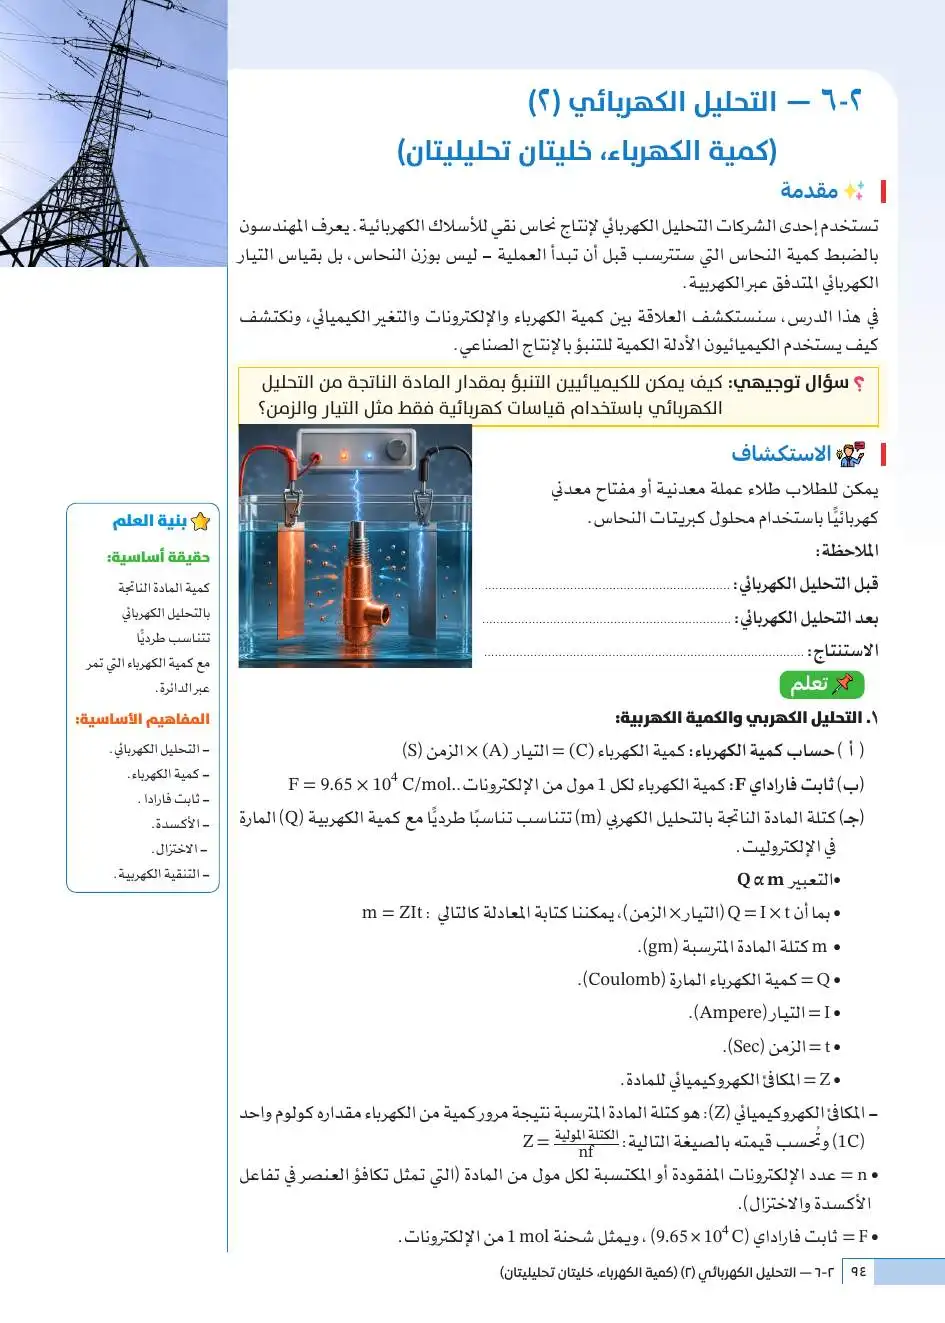 ٢-٦ — التحليل الكهربائي (٢)
(كمية الكهرباء، خليتان تحليليتان)
مقدمة
تستخدم إحدى الشركات التحليل الكهربائي لإنتاج نحاس نقي للأسلاك الكهربائية. يعرف المهندسون
بالضبط كمية النحاس التي ستترسب قبل أن تبدأ العملية – ليس بوزن النحاس، بل بقياس التيار
الكهربائي المتدفق عبر الكهربية.
في هذا الدرس، سنستكشف العلاقة بين كمية الكهرباء والإلكترونات والتغير الكيميائي، ونكتشف
كيف يستخدم الكيميائيون الأدلة الكمية للتنبؤ بالإنتاج الصناعي.
؟ سؤال توجيهي: كيف يمكن للكيميائيين التنبؤ بمقدار المادة الناتجة من التحليل
الكهربائي باستخدام قياسات كهربائية فقط مثل التيار والزمن؟
الاستكشاف
يمكن للطلاب طلاء عملة معدنية أو مفتاح معدني
كهربائيًّا باستخدام محلول كبريتات النحاس.
الملاحظة:
قبل التحليل الكهربائي: ............................................................
بعد التحليل الكهربائي: ............................................................
الاستنتاج: ............................................................................
تعلم
١. التحليل الكهربي والكمية الكهربية:
( أ ) حساب كمية الكهرباء: كمية الكهرباء (C) = التيار (A) × الزمن (S)
(ب) ثابت فاراداي F: كمية الكهرباء لكل 1 مول من الإلكترونات.. F = 9.65 × 10⁴ C/mol
(جـ) كتلة المادة الناتجة بالتحليل الكهربي (m) تتناسب تناسبًا طرديًّا مع كمية الكهربية (Q) المارة
في الإلكتروليت.
•التعبير Q α m
• بما أن Q = I × t (التيار × الزمن)، يمكننا كتابة المعادلة كالتالي : m = ZIt
• m كتلة المادة المترسبة (gm).
• Q = كمية الكهرباء المارة (Coulomb).
• I = التيار (Ampere).
• t = الزمن (Sec).
• Z = المكافئ الكهروكيميائي للمادة.
– المكافئ الكهروكيميائي (Z): هو كتلة المادة المترسبة نتيجة مرور كمية من الكهرباء مقداره كولوم واحد
(1C) وتُحسب قيمته بالصيغة التالية: Z = الكتلة المولية / nf
• n = عدد الإلكترونات المفقودة أو المكتسبة لكل مول من المادة (التي تمثل تكافؤ العنصر في تفاعل
الأكسدة والاختزال).
• F = ثابت فاراداي (9.65 × 10⁴ C) ، ويمثل شحنة 1 mol من الإلكترونات.
بنية العلم
حقيقة أساسية:
كمية المادة الناتجة
بالتحليل الكهربائي
تتناسب طرديًّا
مع كمية الكهرباء التي تمر
عبر الدائرة.
المفاهيم الأساسية:
– التحليل الكهربائي.
– كمية الكهرباء.
– ثابت فارادا .
– الأكسدة.
– الاختزال.
– التنقية الكهربية.
٩٤ ٢-٦ — التحليل الكهربائي (٢) (كمية الكهرباء، خليتان تحليليتان)